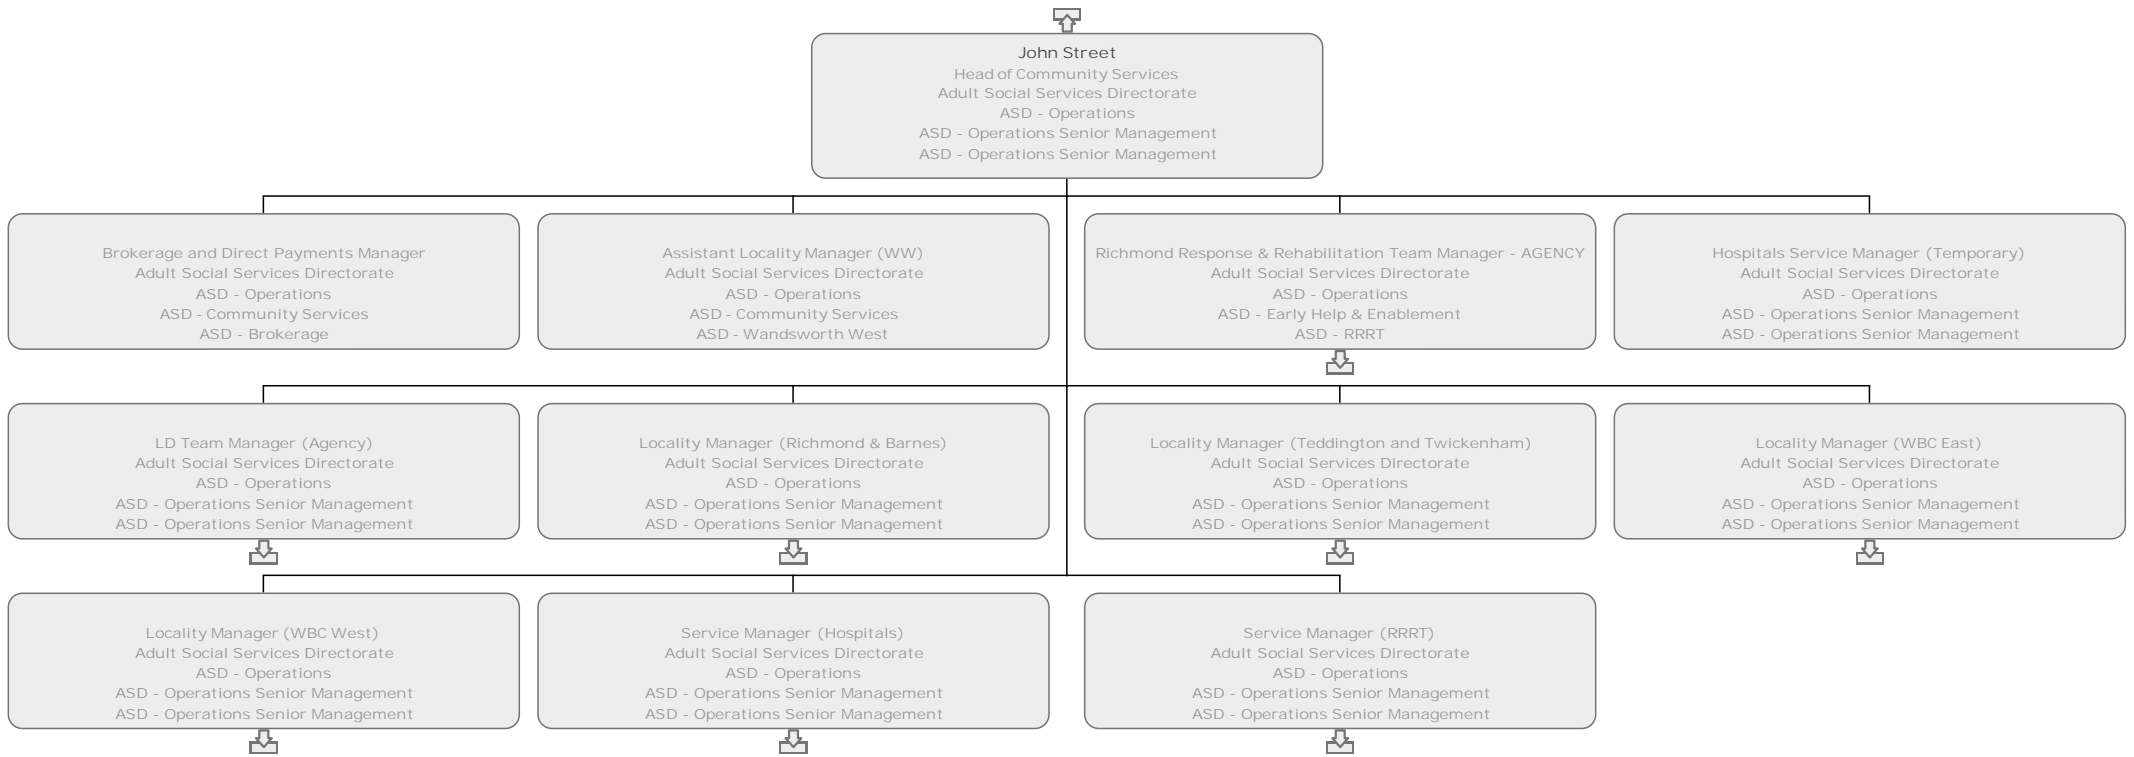 John Street
Head of Community Services
Adult Social Services Directorate
ASD - Operations
ASD - Operations Senior Management
ASD - Operations Senior Management
Brokerage and Direct Payments Manager
Adult Social Services Directorate
ASD - Operations
ASD - Community Services
ASD - Brokerage
Assistant Locality Manager (WW)
Adult Social Services Directorate
ASD - Operations
ASD - Community Services
ASD - Wandsworth West
Richmond Response & Rehabilitation Team Manager - AGENCY
Adult Social Services Directorate
ASD - Operations
ASD - Early Help & Enablement
ASD - RRRT
Hospitals Service Manager (Temporary)
Adult Social Services Directorate
ASD - Operations
ASD - Operations Senior Management
ASD - Operations Senior Management
LD Team Manager (Agency)
Adult Social Services Directorate
ASD - Operations
ASD - Operations Senior Management
ASD - Operations Senior Management
Locality Manager (Richmond & Barnes)
Adult Social Services Directorate
ASD - Operations
ASD - Operations Senior Management
ASD - Operations Senior Management
Locality Manager (Teddington and Twickenham)
Adult Social Services Directorate
ASD - Operations
ASD - Operations Senior Management
ASD - Operations Senior Management
Locality Manager (WBC East)
Adult Social Services Directorate
ASD - Operations
ASD - Operations Senior Management
ASD - Operations Senior Management
Locality Manager (WBC West)
Adult Social Services Directorate
ASD - Operations
ASD - Operations Senior Management
ASD - Operations Senior Management
Service Manager (Hospitals)
Adult Social Services Directorate
ASD - Operations
ASD - Operations Senior Management
ASD - Operations Senior Management
Service Manager (RRRT)
Adult Social Services Directorate
ASD - Operations
ASD - Operations Senior Management
ASD - Operations Senior Management